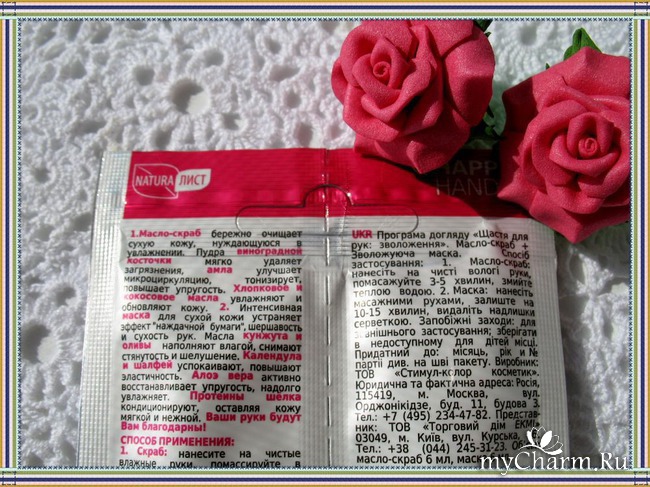 NATURA ЛИСТ
HAPP
HAND
1.Масло-скраб бережно очищает
сухую кожу, нуждающуюся в
увлажнении. Пудра виноградной
косточки мягко удаляет
загрязнения, амла улучшает
микроциркуляцию, тонизирует,
повышает упругость. Хлопковое и
кокосовое масла увлажняют и
обновляют кожу. 2. Интенсивная
маска для сухой кожи устраняет
эффект "наждачной бумаги", шершавость
и сухость рук. Масла кунжута и
оливы наполняют влагой, снимают
стянутость и шелушение. Календула
и шалфей успокаивают, повышают
эластичность. Алоэ вера активно
восстанавливает упругость, надолго
увлажняет. Протеины шелка
кондиционируют, оставляя кожу
мягкой и нежной. Ваши руки будут
Вам благодарны!
СПОСОБ ПРИМЕНЕНИЯ:
1. Скраб: нанесите на чистые
влажные руки, помассируйте в
UKR Програма догляду «Щастя для
рук: зволоження». Масло-скраб +
Зволожуюча маска. Спосіб
застосування: 1. Масло-скраб:
нанесіть на чисті вологі руки,
помасажуйте 3-5 хвилин, змийте
теплою водою. 2. Маска: нанесіть
масажними рухами, залиште на
10-15 хвилин, видаліть надлишки
серветкою. Запобіжні заходи: для
зовнішнього застосування; зберігати
в недоступному для дітей місці.
Придатний до: місяць, рік и №
партії див. на шві пакету. Виробник:
ТОВ «Стимул-колор косметик».
Юридична та фактична адреса: Росія,
115419, м. Москва, вул.
Орджонікідзе, буд. 11, будова 3.
Тел.: +7 (495) 234-47-82. Представ-
ник: ТОВ «Торговий дім ЕКМІ»
03049, м. Київ, вул. Курська,
Тел.: +38 (044) 245-31-23.
масло-скраб 6 мл, маска
myCharm.Ru